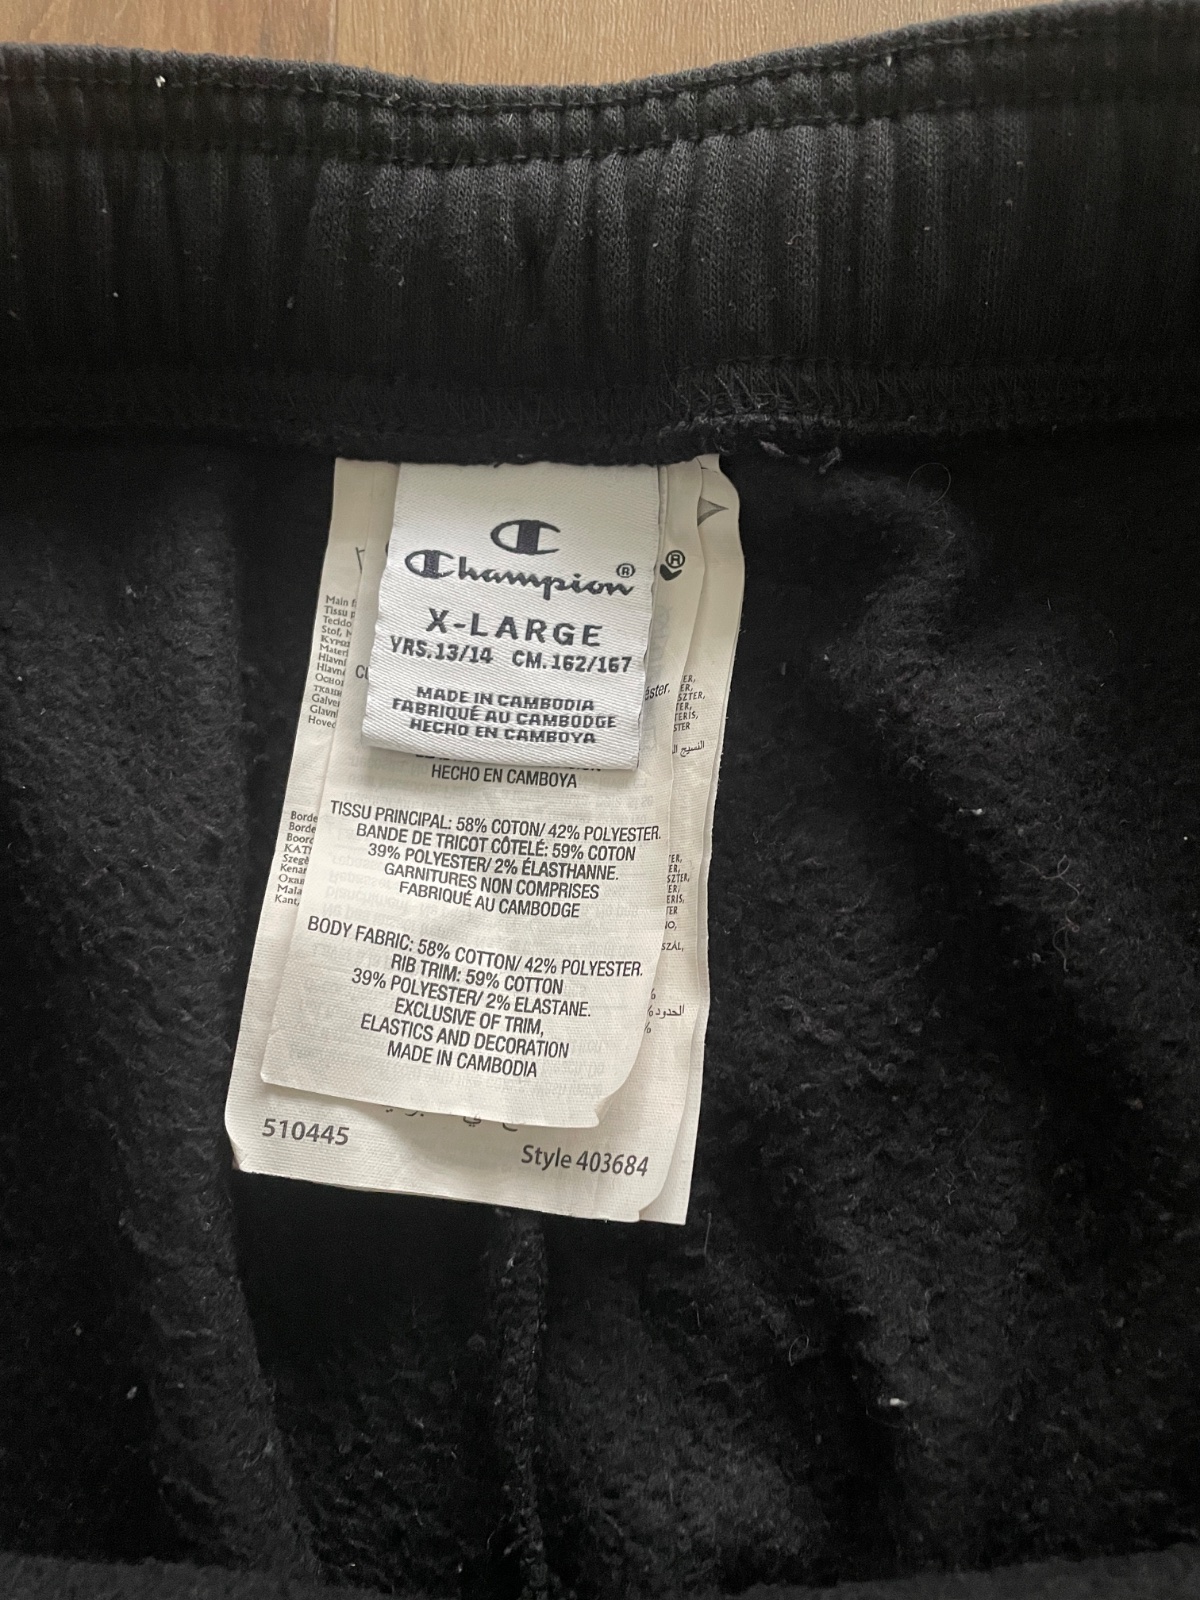 Champion®
X-LARGE
YRS.13/14 CM.162/167
MADE IN CAMBODIA
FABRIQUÉ AU CAMBODGE
HECHO EN CAMBOYA
HECHO EN CAMBOYA
TISSU PRINCIPAL: 58% COTON/ 42% POLYESTER.
BANDE DE TRICOT CÔTELÉ: 59% COTON
39% POLYESTER/ 2% ÉLASTHANNE.
GARNITURES NON COMPRISES
FABRIQUÉ AU CAMBODGE
BODY FABRIC: 58% COTTON/ 42% POLYESTER.
RIB TRIM: 59% COTTON
39% POLYESTER/ 2% ELASTANE.
EXCLUSIVE OF TRIM,
ELASTICS AND DECORATION
MADE IN CAMBODIA
510445
Style 403684
Main
Tissu
®